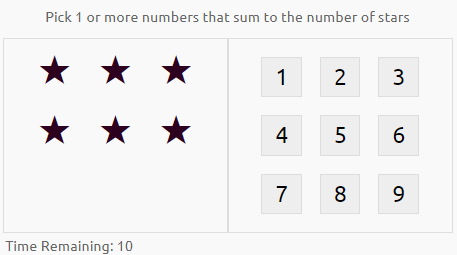 Pick 1 or more numbers that sum to the number of stars
1 2 3
4 5 6
7 8 9
Time Remaining: 10